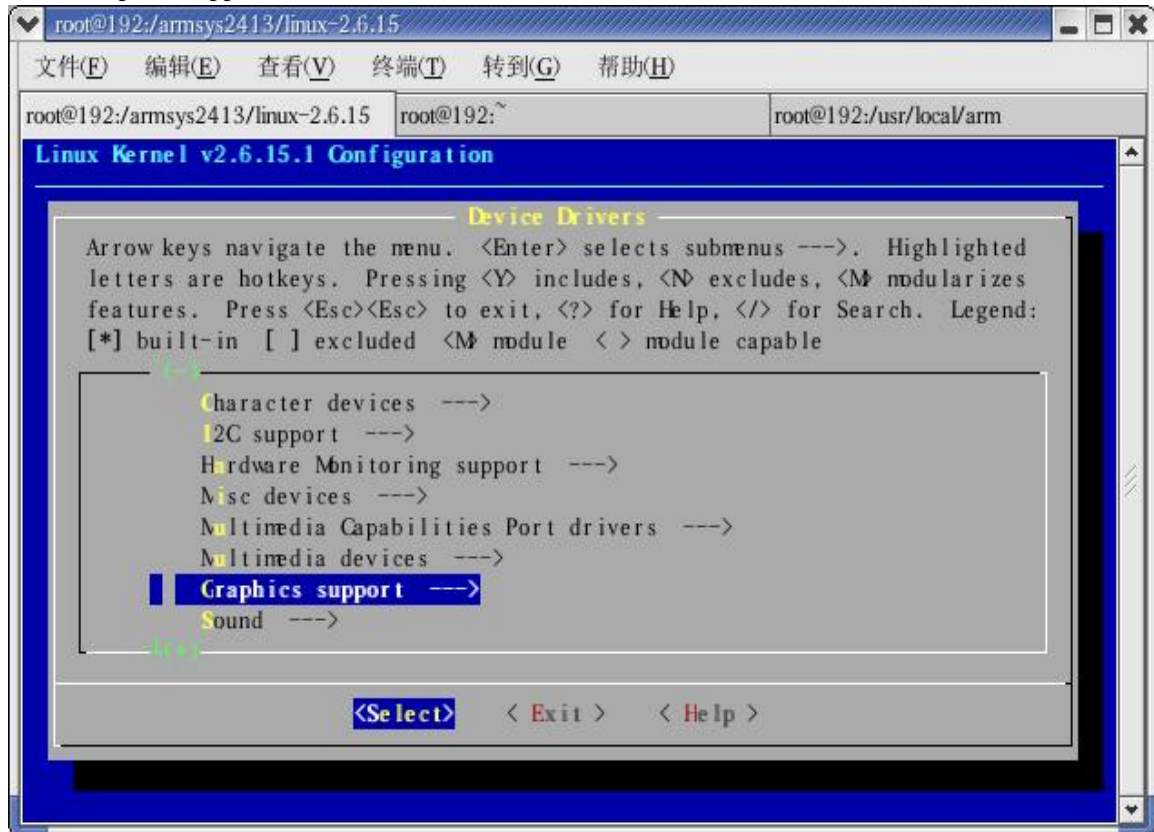 root@192:/armsys2413/linux-2.6.15
文件(F) 编辑(E) 查看(V) 终端(T) 转到(G) 帮助(H)
root@192:/armsys2413/linux-2.6.15 root@192:~ root@192:/usr/local/arm
Linux Kernel v2.6.15.1 Configuration
Device Drivers
Arrow keys navigate the menu. <Enter> selects submenus --->. Highlighted
letters are hotkeys. Pressing <Y> includes, <N> excludes, <M> modularizes
features. Press <Esc><Esc> to exit, <?> for Help, </> for Search. Legend:
[*] built-in [ ] excluded <M> module < > module capable
(-)
Character devices --->
I2C support --->
Hardware Monitoring support --->
Misc devices --->
Multimedia Capabilities Port drivers --->
Multimedia devices --->
Graphics support --->
Sound --->
(+)
<Select> < Exit > < Help >